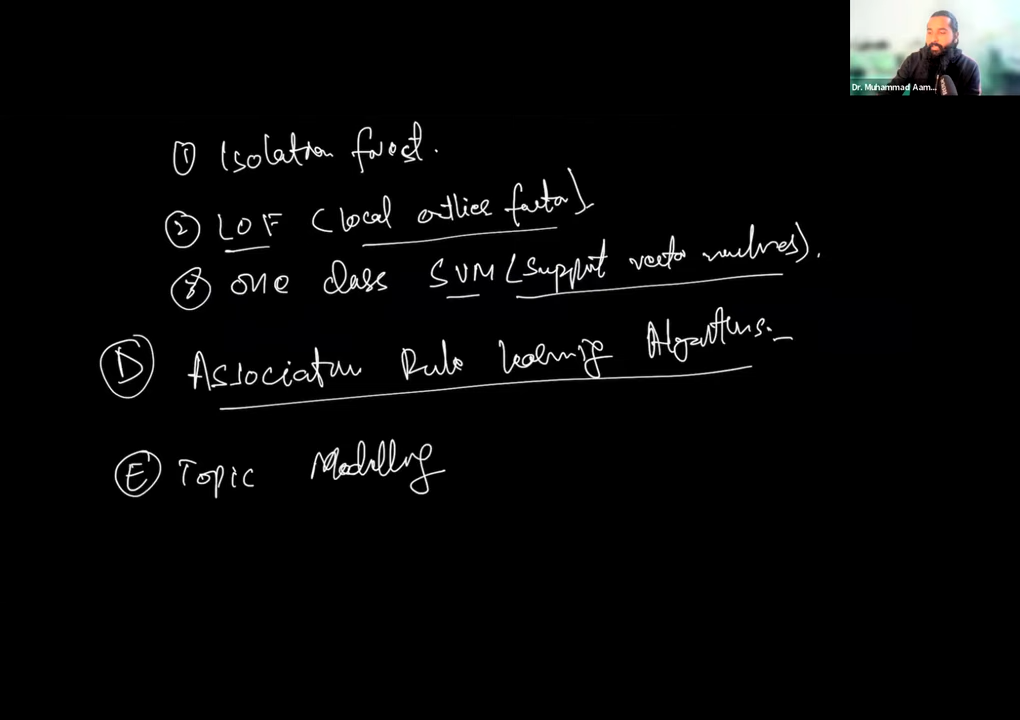 Dr. Muhammad Aam...
① Isolation forest.
② LOF (local outlier factor)
③ one class SVM (support vector machines).
Ⓓ Association Rule learning Algorithms.
Ⓔ Topic Modelling